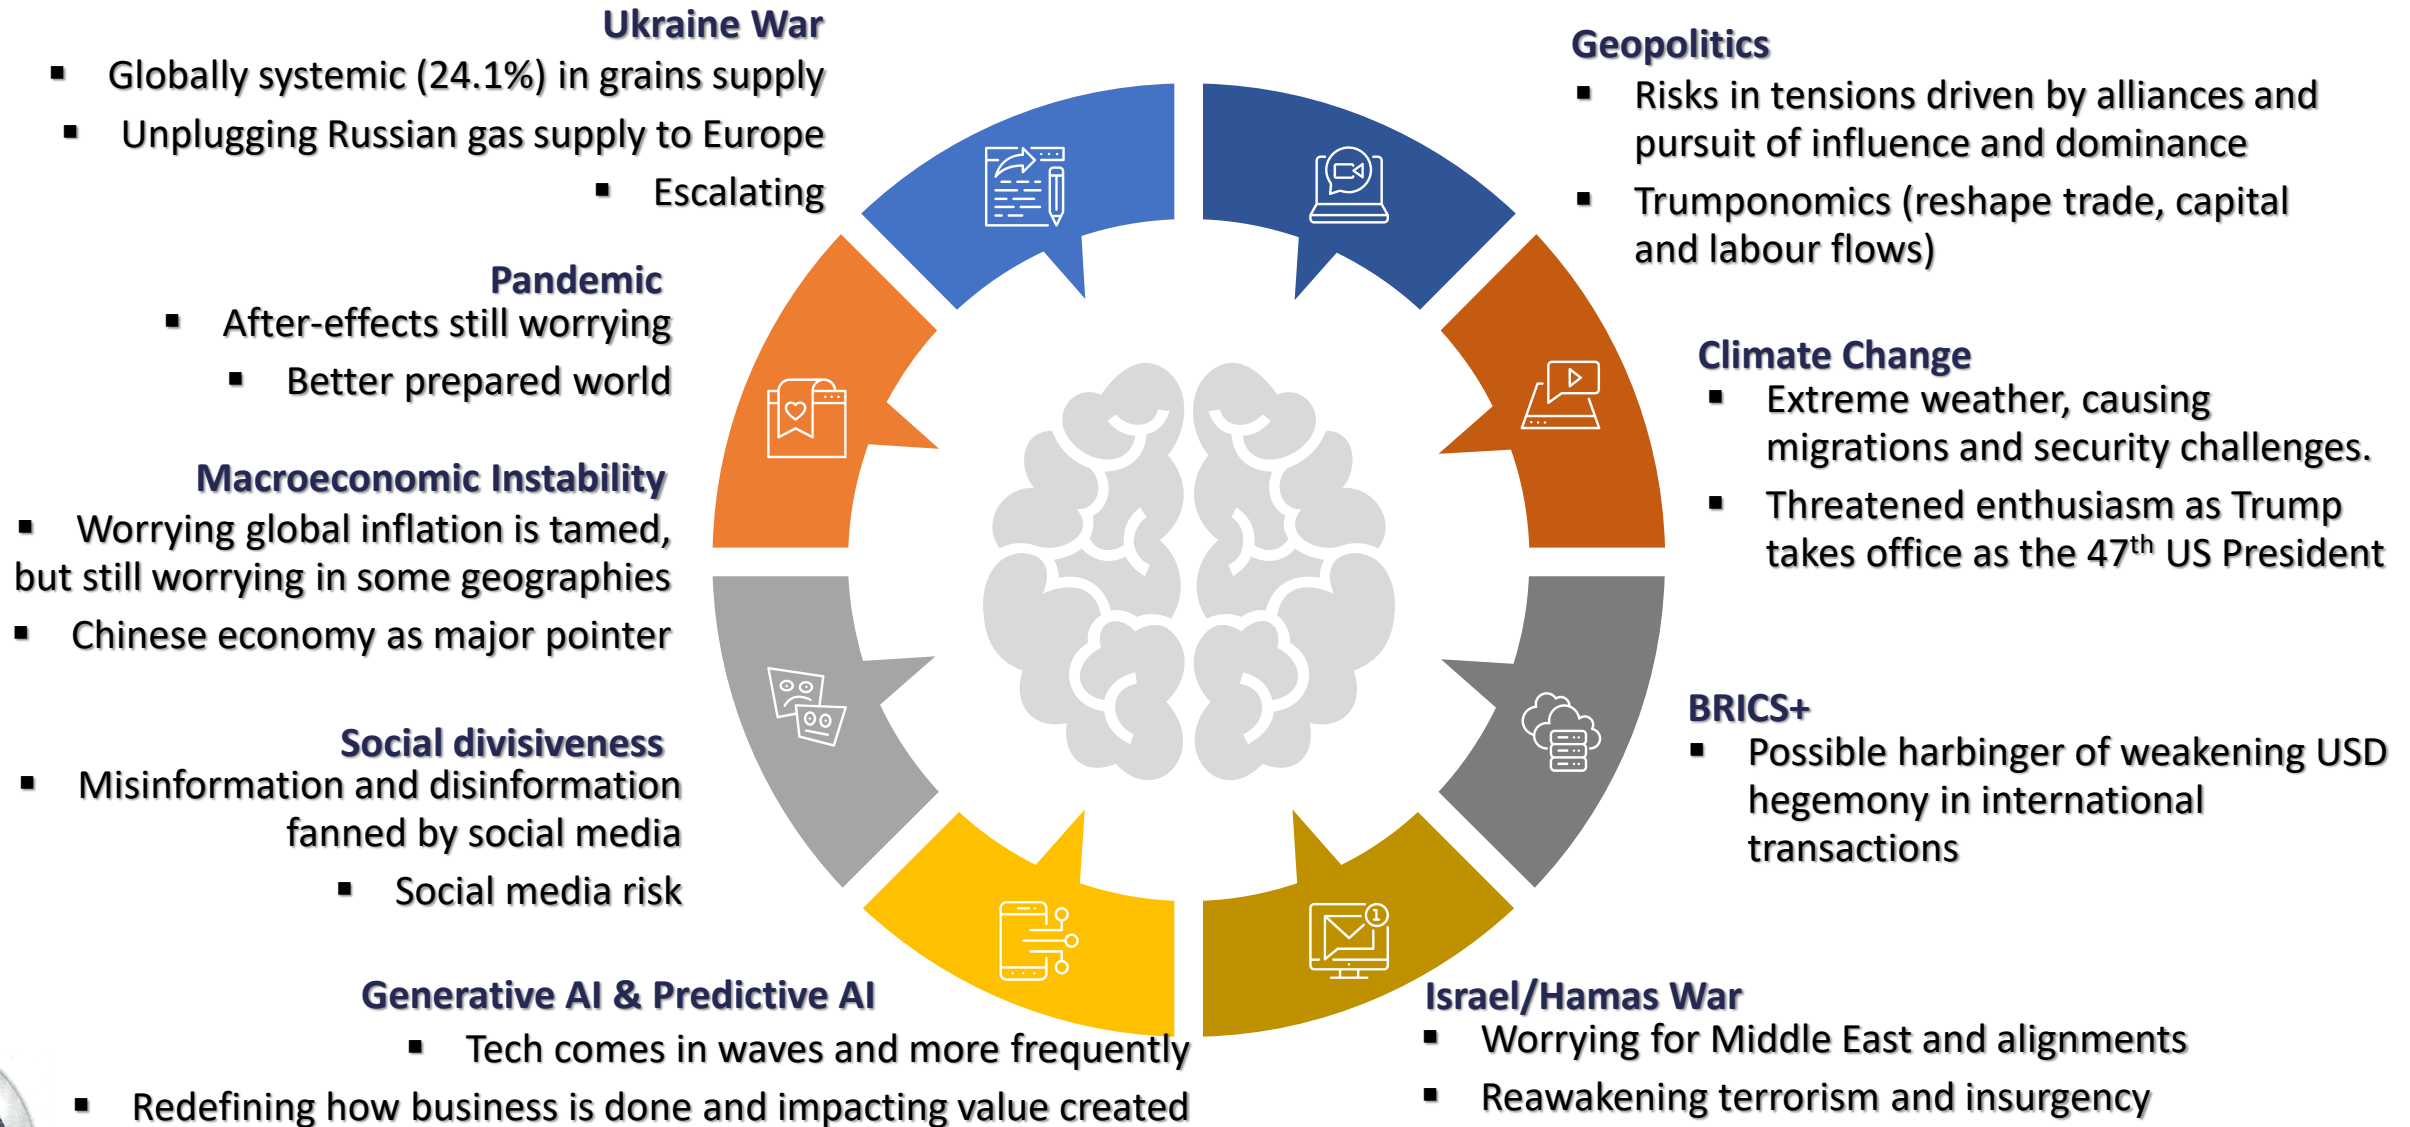 Ukraine War
▪ Globally systemic (24.1%) in grains supply
▪ Unplugging Russian gas supply to Europe
▪ Escalating
Pandemic
▪ After-effects still worrying
▪ Better prepared world
Macroeconomic Instability
▪ Worrying global inflation is tamed,
but still worrying in some geographies
▪ Chinese economy as major pointer
Social divisiveness
▪ Misinformation and disinformation
fanned by social media
▪ Social media risk
Generative AI & Predictive AI
▪ Tech comes in waves and more frequently
▪ Redefining how business is done and impacting value created
Geopolitics
▪ Risks in tensions driven by alliances and
pursuit of influence and dominance
▪ Trumponomics (reshape trade, capital
and labour flows)
Climate Change
▪ Extreme weather, causing
migrations and security challenges.
▪ Threatened enthusiasm as Trump
takes office as the 47th US President
BRICS+
▪ Possible harbinger of weakening USD
hegemony in international
transactions
1
Israel/Hamas War
▪ Worrying for Middle East and alignments
▪ Reawakening terrorism and insurgency